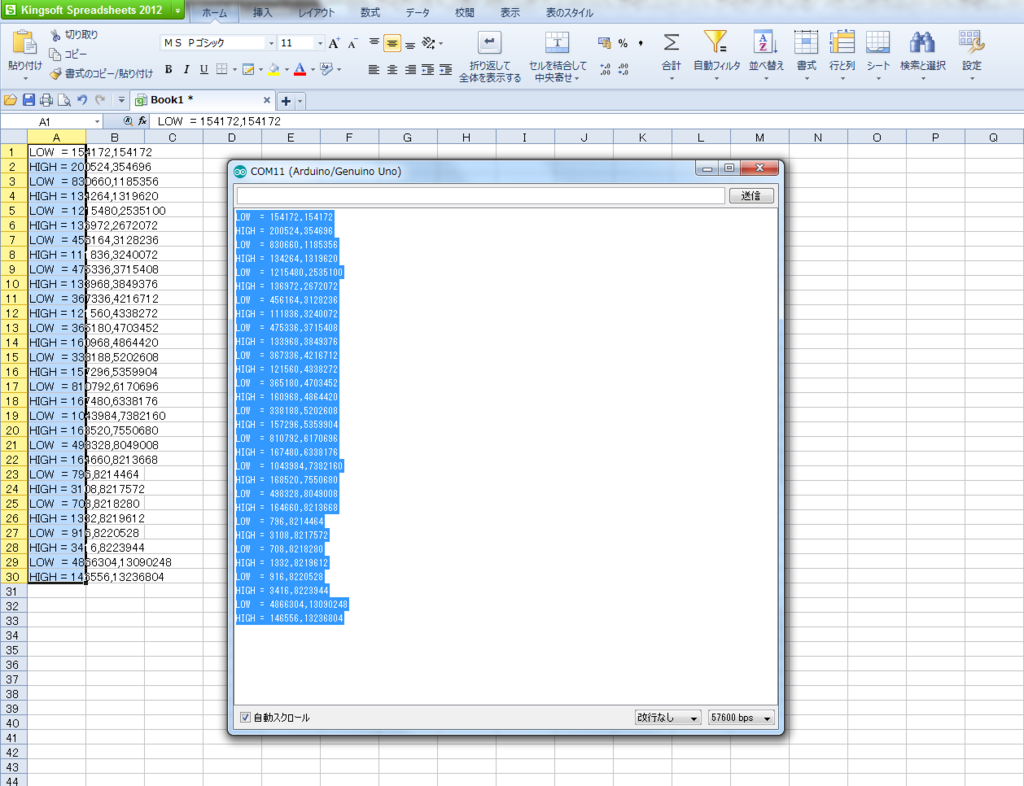 Kingsoft Spreadsheets 2012
ホーム 挿入 レイアウト 数式 データ 校閲 表示 表のスタイル
貼り付け 切り取り
コピー
書式のコピー/貼り付け
ＭＳ Ｐゴシック 11
B I U
折り返して
全体を表示する
セルを結合して
中央寄せ
合計 自動フィルタ 並べ替え 書式 行と列 シート 検索と選択 設定
Book1 *
A1 fx LOW = 154172,154172
A B C D E F G H I J K L M N O P Q
1 LOW = 154172,154172
2 HIGH = 200524,354696
3 LOW = 830660,1185356
4 HIGH = 134264,1319620
5 LOW = 1215480,2535100
6 HIGH = 136972,2672072
7 LOW = 456164,3128236
8 HIGH = 111836,3240072
9 LOW = 475336,3715408
10 HIGH = 133968,3849376
11 LOW = 367336,4216712
12 HIGH = 121560,4338272
13 LOW = 365180,4703452
14 HIGH = 160968,4864420
15 LOW = 338188,5202608
16 HIGH = 157296,5359904
17 LOW = 810792,6170696
18 HIGH = 167480,6338176
19 LOW = 1043984,7382160
20 HIGH = 168520,7550680
21 LOW = 498328,8049008
22 HIGH = 164660,8213668
23 LOW = 796,8214464
24 HIGH = 3108,8217572
25 LOW = 708,8218280
26 HIGH = 1332,8219612
27 LOW = 916,8220528
28 HIGH = 3416,8223944
29 LOW = 4866304,13090248
30 HIGH = 146556,13236804
31
32
33
34
35
36
37
38
39
40
41
42
43
44
COM11 (Arduino/Genuino Uno)
送信
LOW = 154172,154172
HIGH = 200524,354696
LOW = 830660,1185356
HIGH = 134264,1319620
LOW = 1215480,2535100
HIGH = 136972,2672072
LOW = 456164,3128236
HIGH = 111836,3240072
LOW = 475336,3715408
HIGH = 133968,3849376
LOW = 367336,4216712
HIGH = 121560,4338272
LOW = 365180,4703452
HIGH = 160968,4864420
LOW = 338188,5202608
HIGH = 157296,5359904
LOW = 810792,6170696
HIGH = 167480,6338176
LOW = 1043984,7382160
HIGH = 168520,7550680
LOW = 498328,8049008
HIGH = 164660,8213668
LOW = 796,8214464
HIGH = 3108,8217572
LOW = 708,8218280
HIGH = 1332,8219612
LOW = 916,8220528
HIGH = 3416,8223944
LOW = 4866304,13090248
HIGH = 146556,13236804
自動スクロール 改行なし 57600 bps